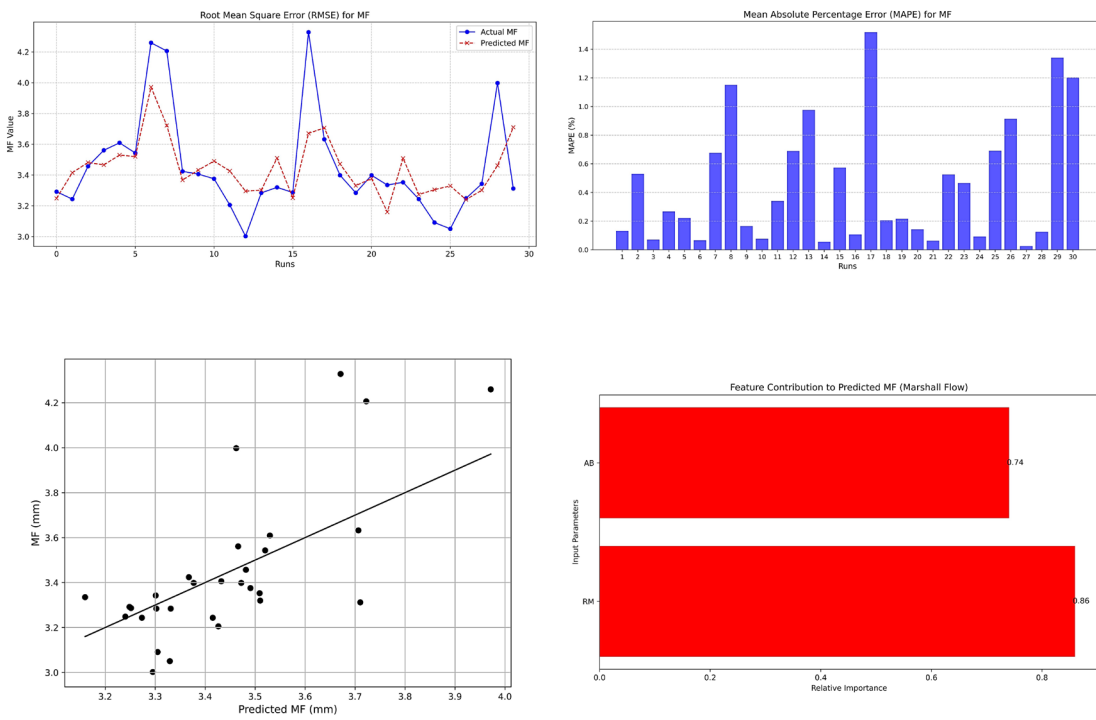 Root Mean Square Error (RMSE) for MF
Actual MF
Predicted MF
4.2
4.0
3.8
3.6
3.4
3.2
3.0
MF Value
0 5 10 15 20 25 30
Runs
Mean Absolute Percentage Error (MAPE) for MF
1.4
1.2
1.0
0.8
0.6
0.4
0.2
0.0
MAPE (%)
1 2 3 4 5 6 7 8 9 10 11 12 13 14 15 16 17 18 19 20 21 22 23 24 25 26 27 28 29 30
Runs
4.2
4.0
3.8
3.6
3.4
3.2
3.0
MF (mm)
3.2 3.3 3.4 3.5 3.6 3.7 3.8 3.9 4.0
Predicted MF (mm)
Feature Contribution to Predicted MF (Marshall Flow)
AB
0.74
Input Parameters
RM
0.86
0.0 0.2 0.4 0.6 0.8
Relative Importance